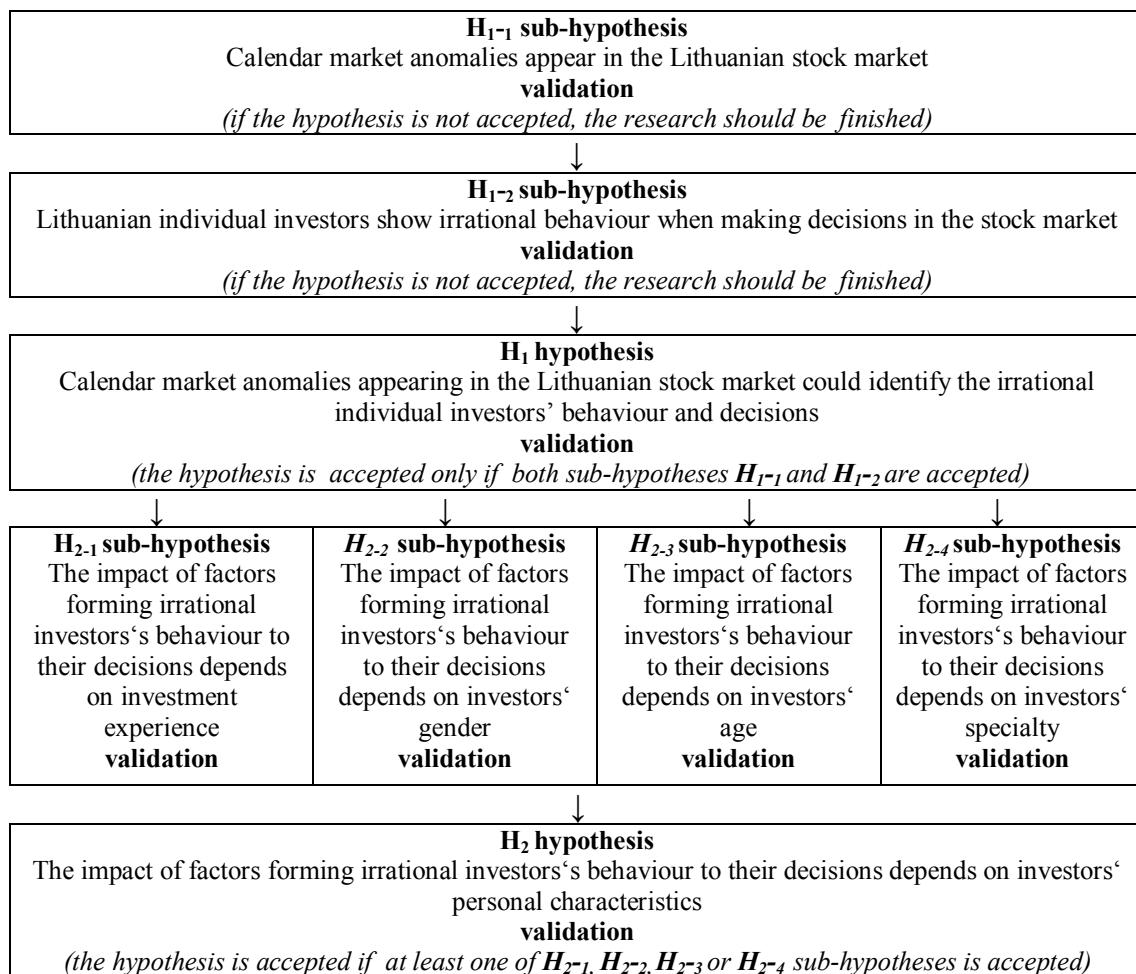 H1-1 sub-hypothesis
Calendar market anomalies appear in the Lithuanian stock market
validation
(if the hypothesis is not accepted, the research should be finished)
↓
H1-2 sub-hypothesis
Lithuanian individual investors show irrational behaviour when making decisions in the stock market
validation
(if the hypothesis is not accepted, the research should be finished)
↓
H1 hypothesis
Calendar market anomalies appearing in the Lithuanian stock market could identify the irrational
individual investors’ behaviour and decisions
validation
(the hypothesis is accepted only if both sub-hypotheses H1-1 and H1-2 are accepted)
↓ ↓ ↓ ↓
H2-1 sub-hypothesis
The impact of factors
forming irrational
investors‘s behaviour to
their decisions depends
on investment
experience
validation
H2-2 sub-hypothesis
The impact of factors
forming irrational
investors‘s behaviour
to their decisions
depends on investors‘
gender
validation
H2-3 sub-hypothesis
The impact of factors
forming irrational
investors‘s behaviour
to their decisions
depends on investors‘
age
validation
H2-4 sub-hypothesis
The impact of factors
forming irrational
investors‘s behaviour
to their decisions
depends on investors‘
specialty
validation
↓
H2 hypothesis
The impact of factors forming irrational investors‘s behaviour to their decisions depends on investors‘
personal characteristics
validation
(the hypothesis is accepted if at least one of H2-1, H2-2, H2-3 or H2-4 sub-hypotheses is accepted)